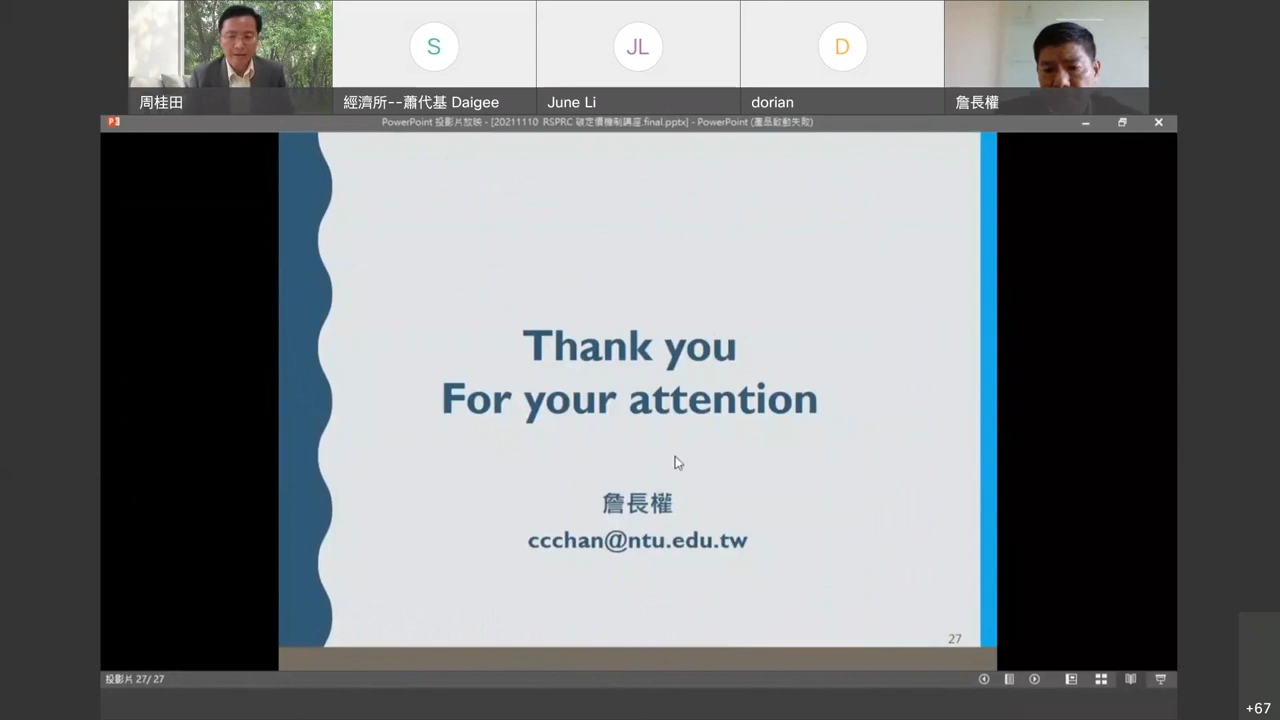 S
JL
D
周桂田
經濟所--蕭代基 Daigee
June Li
dorian
詹長權
PowerPoint 投影片放映 - [20211110 RSPRC 碳定價機制講座.final.pptx] - PowerPoint (產品啟動失敗)
Thank you
For your attention
詹長權
ccchan@ntu.edu.tw
27
投影片 27/ 27
+67